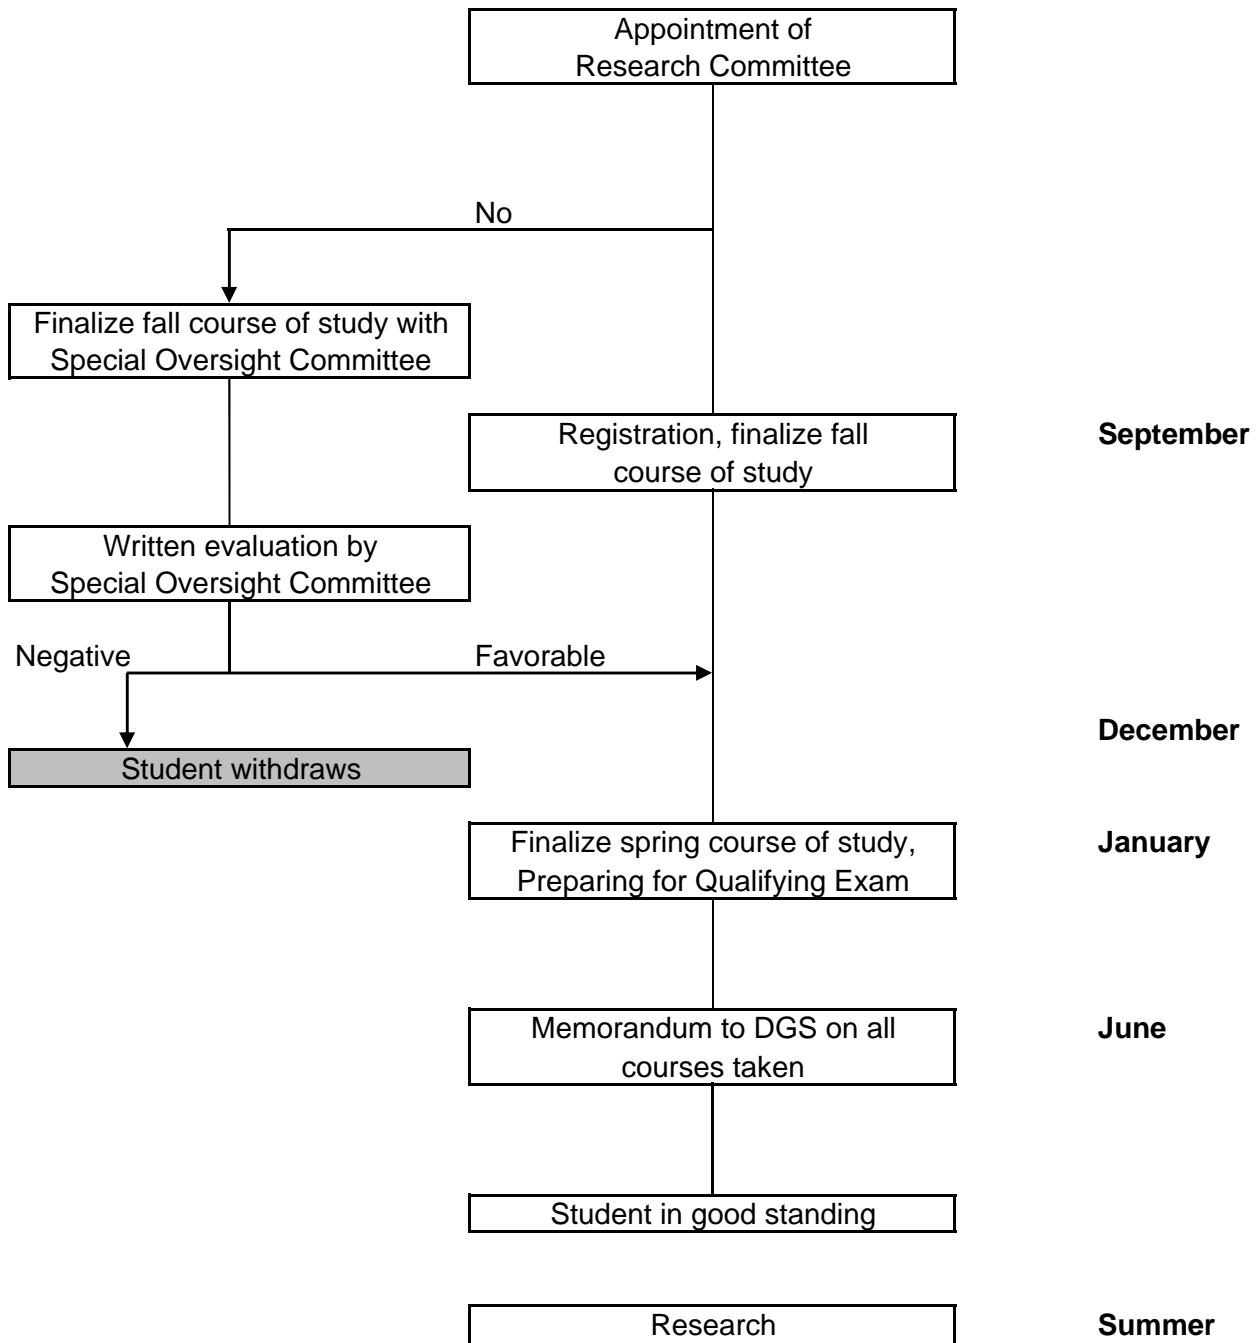 Appointment of
Research Committee
No
Finalize fall course of study with
Special Oversight Committee
Registration, finalize fall
course of study
September
Written evaluation by
Special Oversight Committee
Negative
Favorable
December
Student withdraws
Finalize spring course of study,
Preparing for Qualifying Exam
January
Memorandum to DGS on all
courses taken
June
Student in good standing
Research
Summer